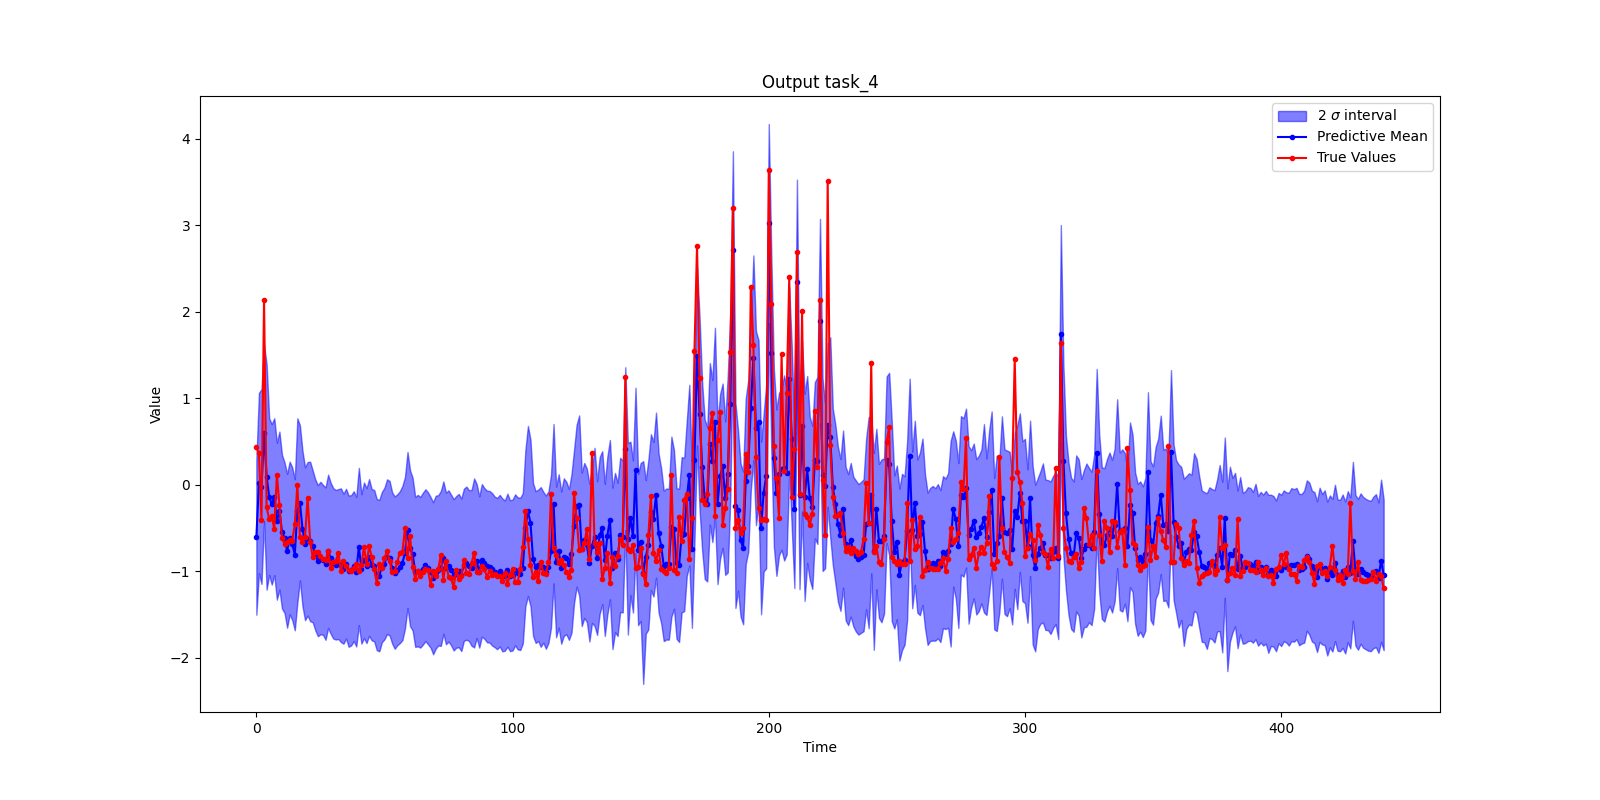 Output task_4
2 σ interval
Predictive Mean
True Values
Value
4
3
2
1
0
−1
−2
0 100 200 300 400
Time